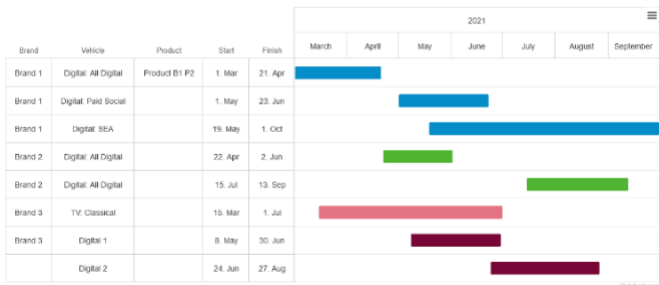 2021
Brand Vehicle Product Start Finish March April May June July August September
Brand 1 Digital: All Digital Product B1 P2 1. Mar 21. Apr
Brand 1 Digital: Paid Social 1. May 23. Jun
Brand 1 Digital: SEA 19. May 1. Oct
Brand 2 Digital: All Digital 22. Apr 2. Jun
Brand 2 Digital: All Digital 15. Jul 13. Sep
Brand 3 TV: Classical 15. Mar 1. Jul
Brand 3 Digital 1 8. May 30. Jun
Digital 2 24. Jun 27. Aug